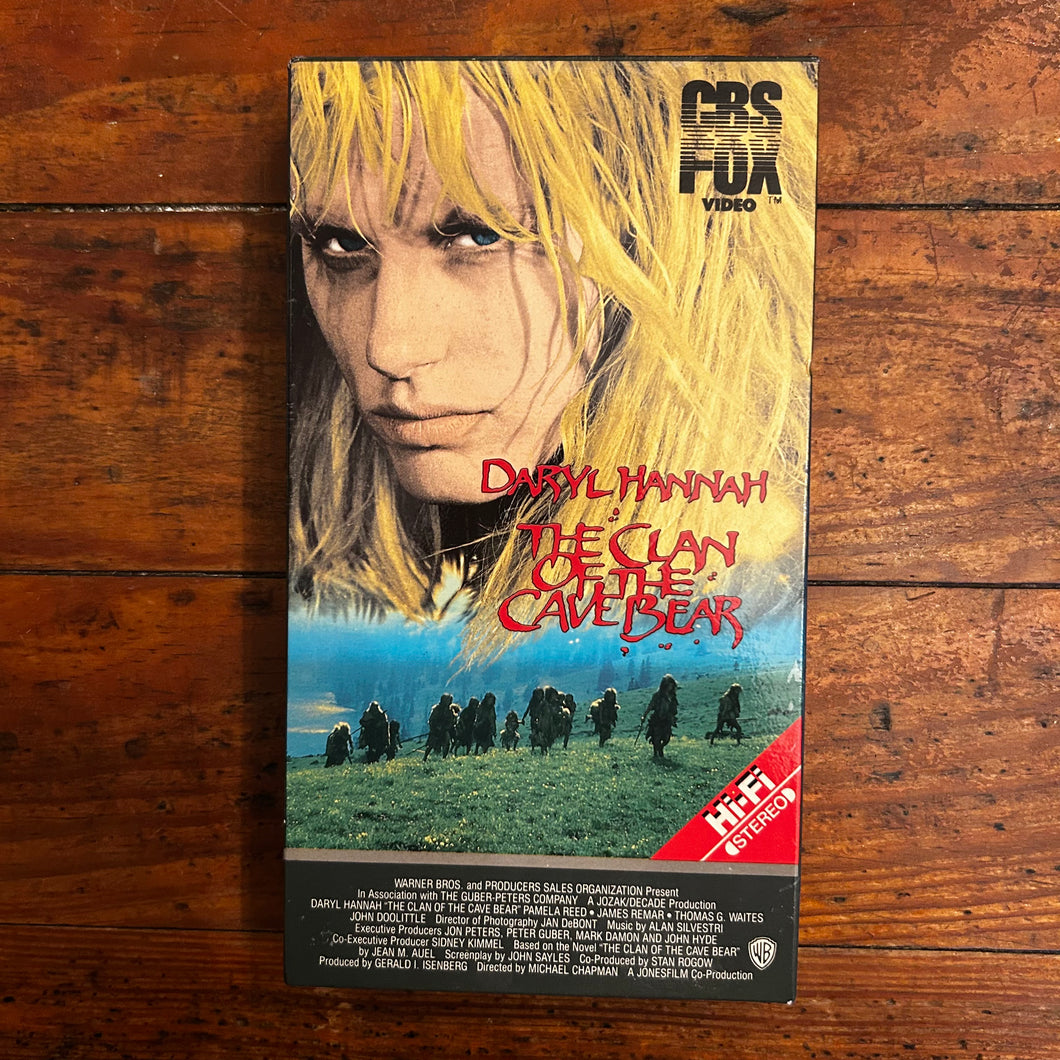 CBS
FOX
VIDEO™
DARYL HANNAH
THE CLAN
OF THE
CAVE BEAR
Hi-Fi
STEREO
WARNER BROS. and PRODUCERS SALES ORGANIZATION Present
In Association with THE GUBER-PETERS COMPANY A JOZAK/DECADE Production
DARYL HANNAH "THE CLAN OF THE CAVE BEAR" PAMELA REED • JAMES REMAR • THOMAS G. WAITES
JOHN DOOLITTLE Director of Photography JAN DeBONT Music by ALAN SILVESTRI
Executive Producers JON PETERS, PETER GUBER, MARK DAMON AND JOHN HYDE
Co-Executive Producer SIDNEY KIMMEL Based on the Novel "THE CLAN OF THE CAVE BEAR"
by JEAN M. AUEL Screenplay by JOHN SAYLES Co-Produced by STAN ROGOW
Produced by GERALD I. ISENBERG Directed by MICHAEL CHAPMAN A JONESFILM Co-Production
WB